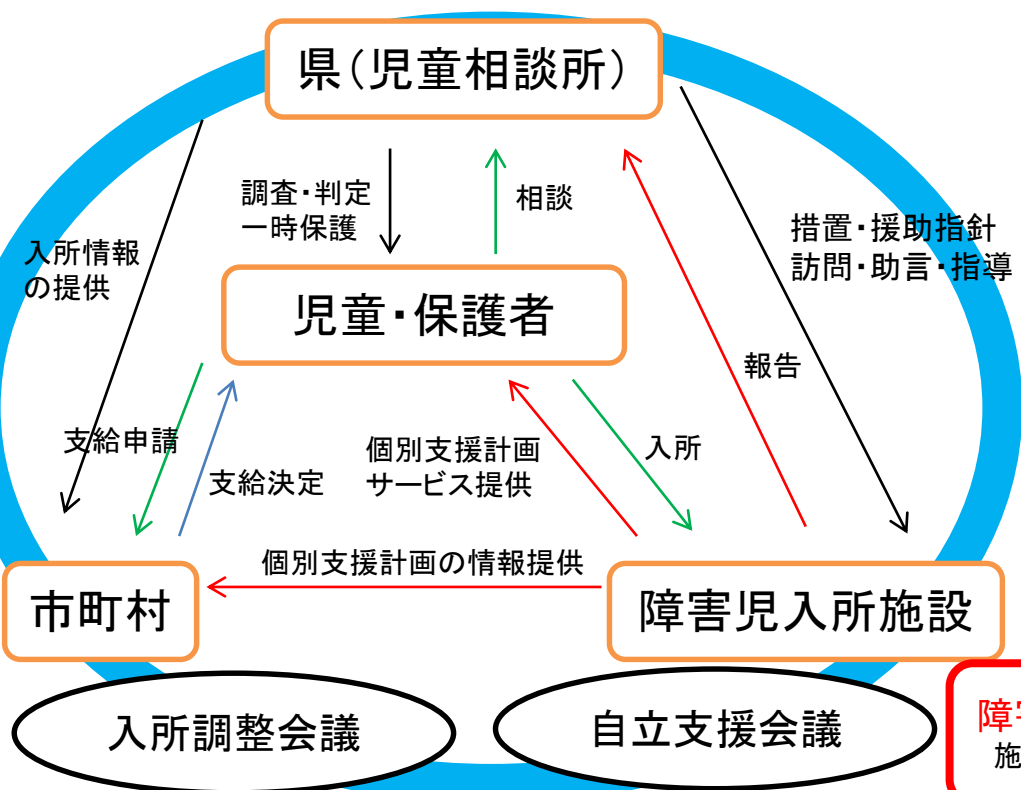 県(児童相談所)
調査・判定
一時保護
相談
措置・援助指針
訪問・助言・指導
入所情報
の提供
児童・保護者
報告
支給申請
支給決定
個別支援計画
サービス提供
入所
個別支援計画の情報提供
市町村
障害児入所施設
入所調整会議
自立支援会議
障
施